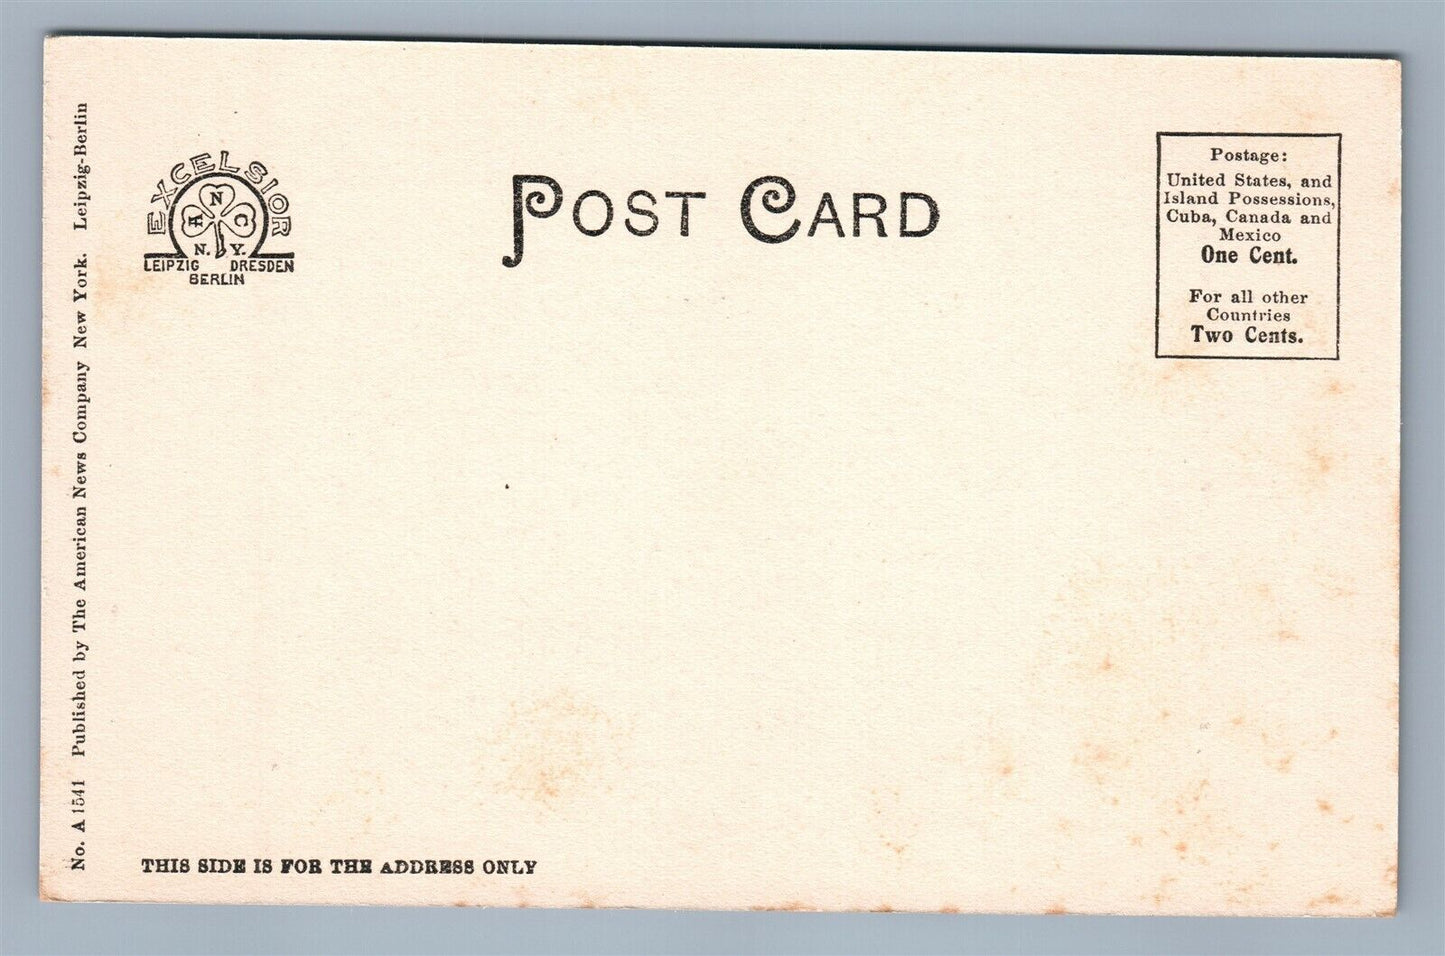 EXCELSIOR
A N C
N. Y.
LEIPZIG DRESDEN
BERLIN
POST CARD
Postage:
United States, and
Island Possessions,
Cuba, Canada and
Mexico
One Cent.
For all other
Countries
Two Cents.
No. A 1541 Published by The American News Company New York. Leipzig-Berlin
THIS SIDE IS FOR THE ADDRESS ONLY